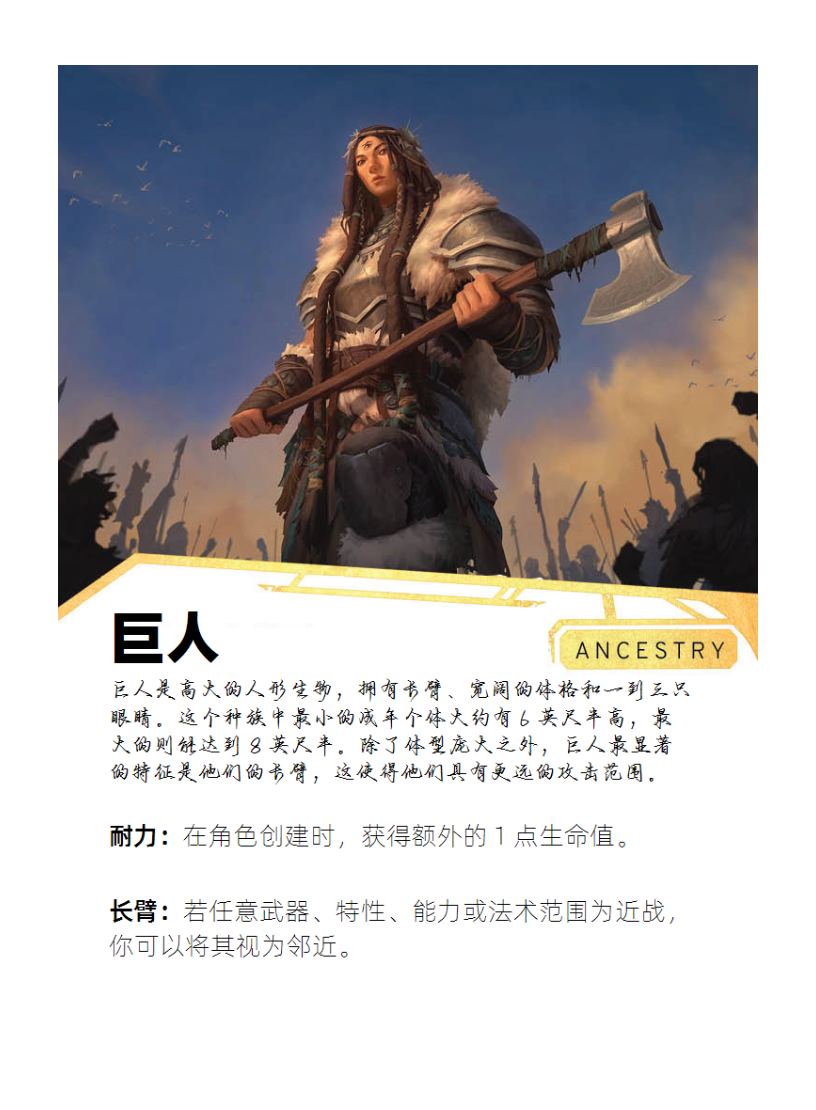 巨人
ANCESTRY
巨人是高大的人形生物，拥有长臂、宽阔的体格和一到三只
眼睛。这个种族中最小的成年个体大约有 6 英尺半高，最
大的则能达到 8 英尺半。除了体型庞大之外，巨人最显著
的特征是他们的长臂，这使得他们具有更远的攻击范围。
耐力：在角色创建时，获得额外的 1 点生命值。
长臂：若任意武器、特性、能力或法术范围为近战，
你可以将其视为邻近。